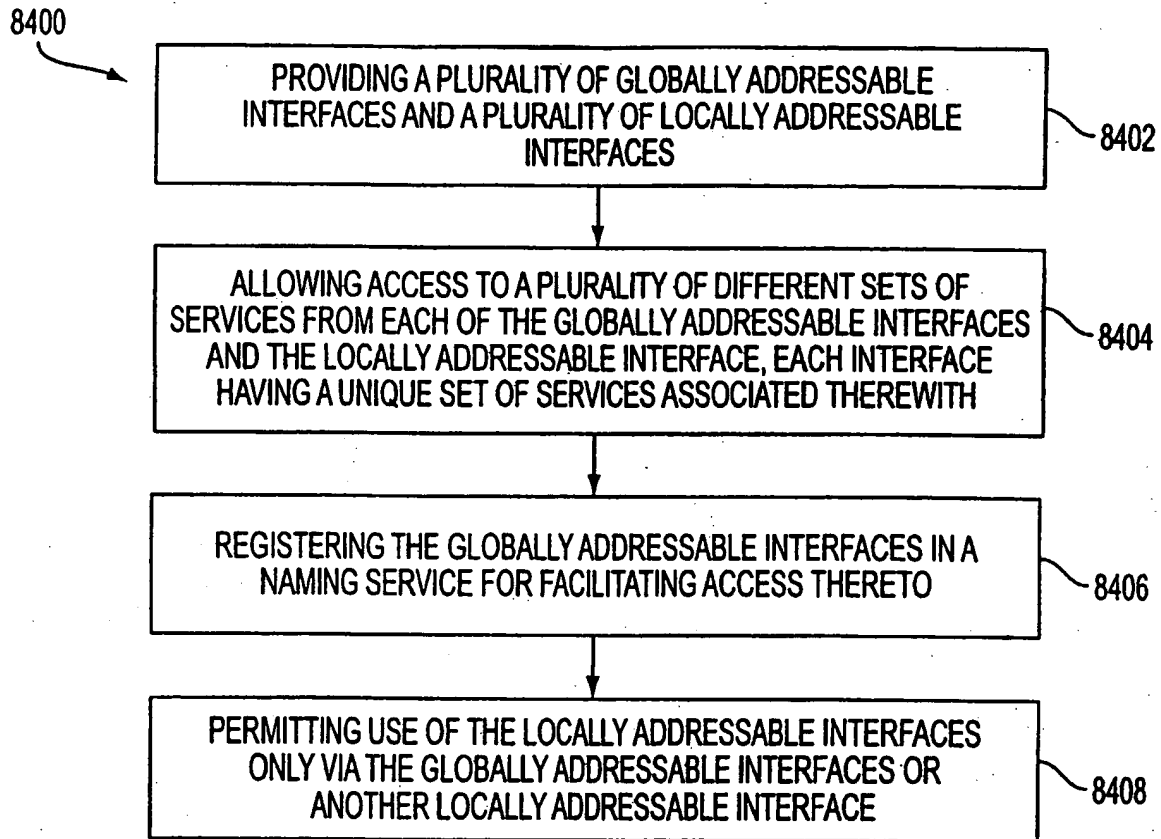 8400
PROVIDING A PLURALITY OF GLOBALLY ADDRESSABLE
INTERFACES AND A PLURALITY OF LOCALLY ADDRESSABLE
INTERFACES
8402
ALLOWING ACCESS TO A PLURALITY OF DIFFERENT SETS OF
SERVICES FROM EACH OF THE GLOBALLY ADDRESSABLE INTERFACES
AND THE LOCALLY ADDRESSABLE INTERFACE, EACH INTERFACE
HAVING A UNIQUE SET OF SERVICES ASSOCIATED THEREWITH
8404
REGISTERING THE GLOBALLY ADDRESSABLE INTERFACES IN A
NAMING SERVICE FOR FACILITATING ACCESS THERETO
8406
PERMITTING USE OF THE LOCALLY ADDRESSABLE INTERFACES
ONLY VIA THE GLOBALLY ADDRESSABLE INTERFACES OR
ANOTHER LOCALLY ADDRESSABLE INTERFACE
8408